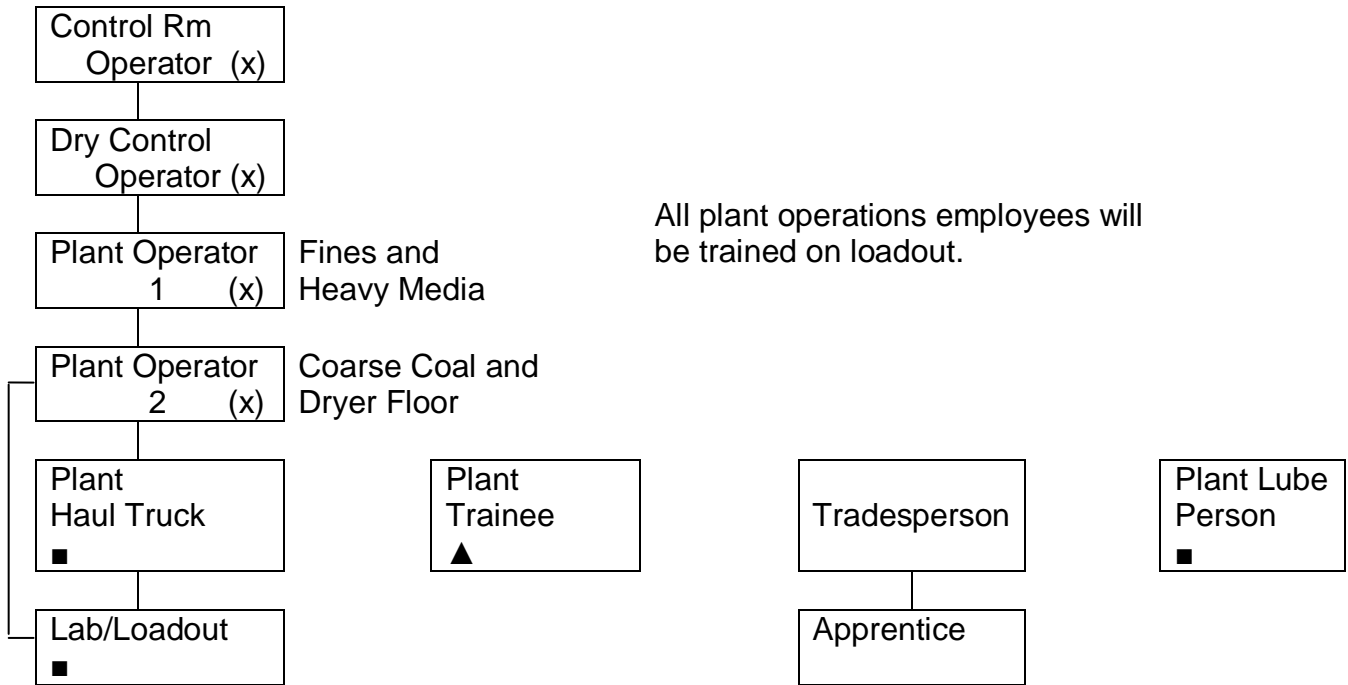 Control Rm
Operator (x)
Dry Control
Operator (x)
All plant operations employees will
be trained on loadout.
Plant Operator
1 (x)
Fines and
Heavy Media
Plant Operator
2 (x)
Coarse Coal and
Dryer Floor
Plant
Haul Truck
■
Plant
Trainee
▲
Tradesperson
Plant Lube
Person
■
Lab/Loadout
■
Apprentice